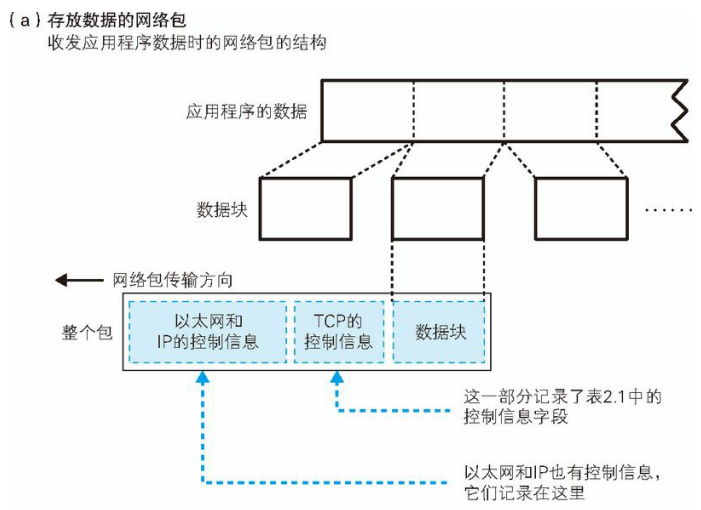 (a) 存放数据的网络包
收发应用程序数据时的网络包的结构
应用程序的数据
数据块
······
网络包传输方向
整个包
以太网和
IP的控制信息
TCP的
控制信息
数据块
这一部分记录了表2.1中的
控制信息字段
以太网和IP也有控制信息，
它们记录在这里